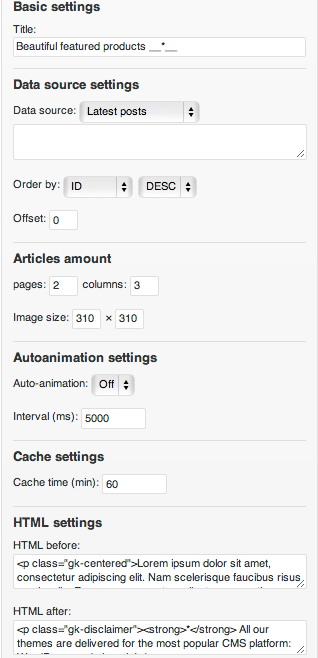 Basic settings
Title:
Beautiful featured products __*__
Data source settings
Data source: Latest posts
Order by: ID DESC
Offset: 0
Articles amount
pages: 2 columns: 3
Image size: 310 × 310
Autoanimation settings
Auto-animation: Off
Interval (ms): 5000
Cache settings
Cache time (min): 60
HTML settings
HTML before:
<p class="gk-centered">Lorem ipsum dolor sit amet,
consectetur adipiscing elit. Nam scelerisque faucibus risus
HTML after:
<p class="gk-disclaimer"><strong>*</strong> All our
themes are delivered for the most popular CMS platform: